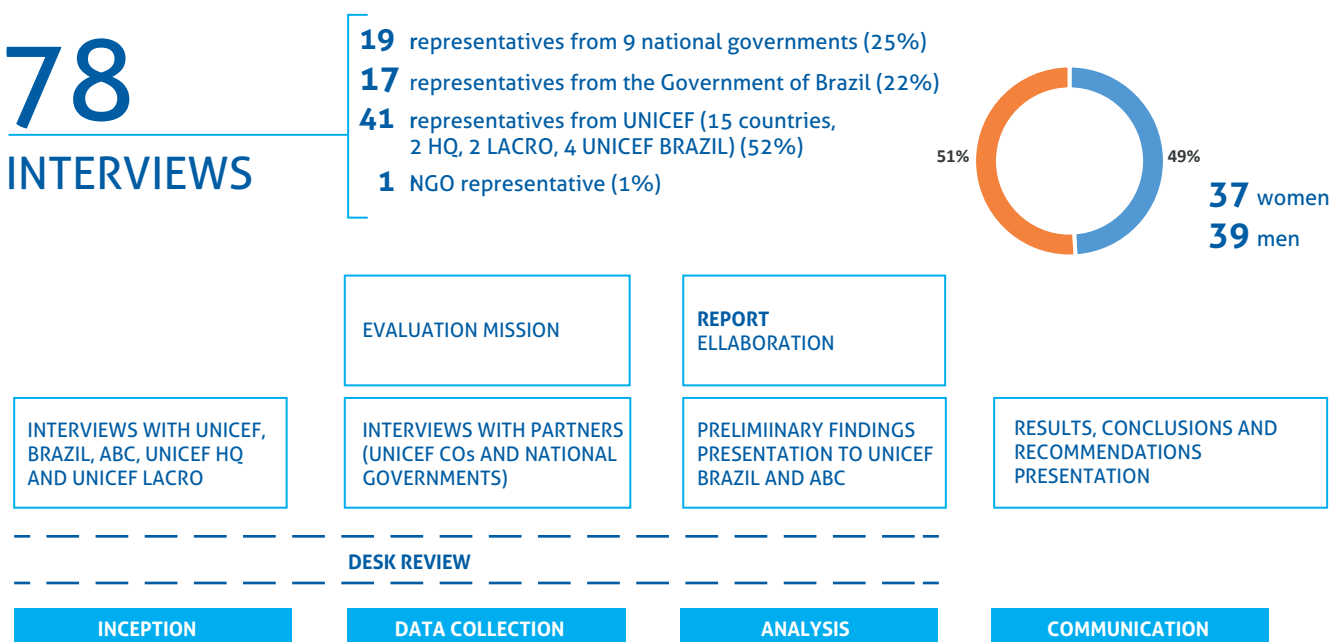 78
INTERVIEWS
19 representatives from 9 national governments (25%)
17 representatives from the Government of Brazil (22%)
41 representatives from UNICEF (15 countries,
2 HQ, 2 LACRO, 4 UNICEF BRAZIL) (52%)
1 NGO representative (1%)
51%
49%
37 women
39 men
EVALUATION MISSION
REPORT
ELLABORATION
INTERVIEWS WITH UNICEF,
BRAZIL, ABC, UNICEF HQ
AND UNICEF LACRO
INTERVIEWS WITH PARTNERS
(UNICEF COs AND NATIONAL
GOVERNMENTS)
PRELIMIINARY FINDINGS
PRESENTATION TO UNICEF
BRAZIL AND ABC
RESULTS, CONCLUSIONS AND
RECOMMENDATIONS
PRESENTATION
DESK REVIEW
INCEPTION
DATA COLLECTION
ANALYSIS
COMMUNICATION